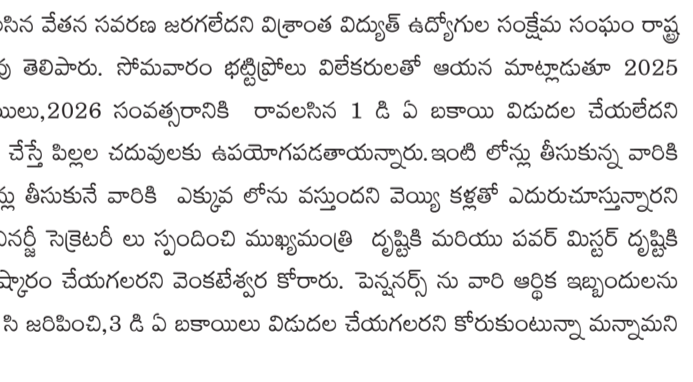 సిన వేతన సవరణ జరగలేదని విశ్రాంత విద్యుత్ ఉద్యోగుల సంక్షేమ సంఘం రాష్ట్ర
వు తెలిపారు. సోమవారం భట్టిప్రోలు విలేకరులతో ఆయన మాట్లాడుతూ 2025
యిలు,2026 సంవత్సరానికి రావలసిన 1 డి ఏ బకాయి విడుదల చేయలేదని
చేస్తే పిల్లల చదువులకు ఉపయోగపడతాయన్నారు.ఇంటి లోన్లు తీసుకున్న వారికి
న్లు తీసుకునే వారికి ఎక్కువ లోను వస్తుందని వెయ్యి కళ్లతో ఎదురుచూస్తున్నారని
ఎనర్జీ సెక్రెటరీ లు స్పందించి ముఖ్యమంత్రి దృష్టికి మరియు పవర్ మిస్టర్ దృష్టికి
ష్కారం చేయగలరని వెంకటేశ్వర కోరారు. పెన్షనర్స్ ను వారి ఆర్థిక ఇబ్బందులను
సి జరిపించి,3 డి ఏ బకాయిలు విడుదల చేయగలరని కోరుకుంటున్నా మన్నామని